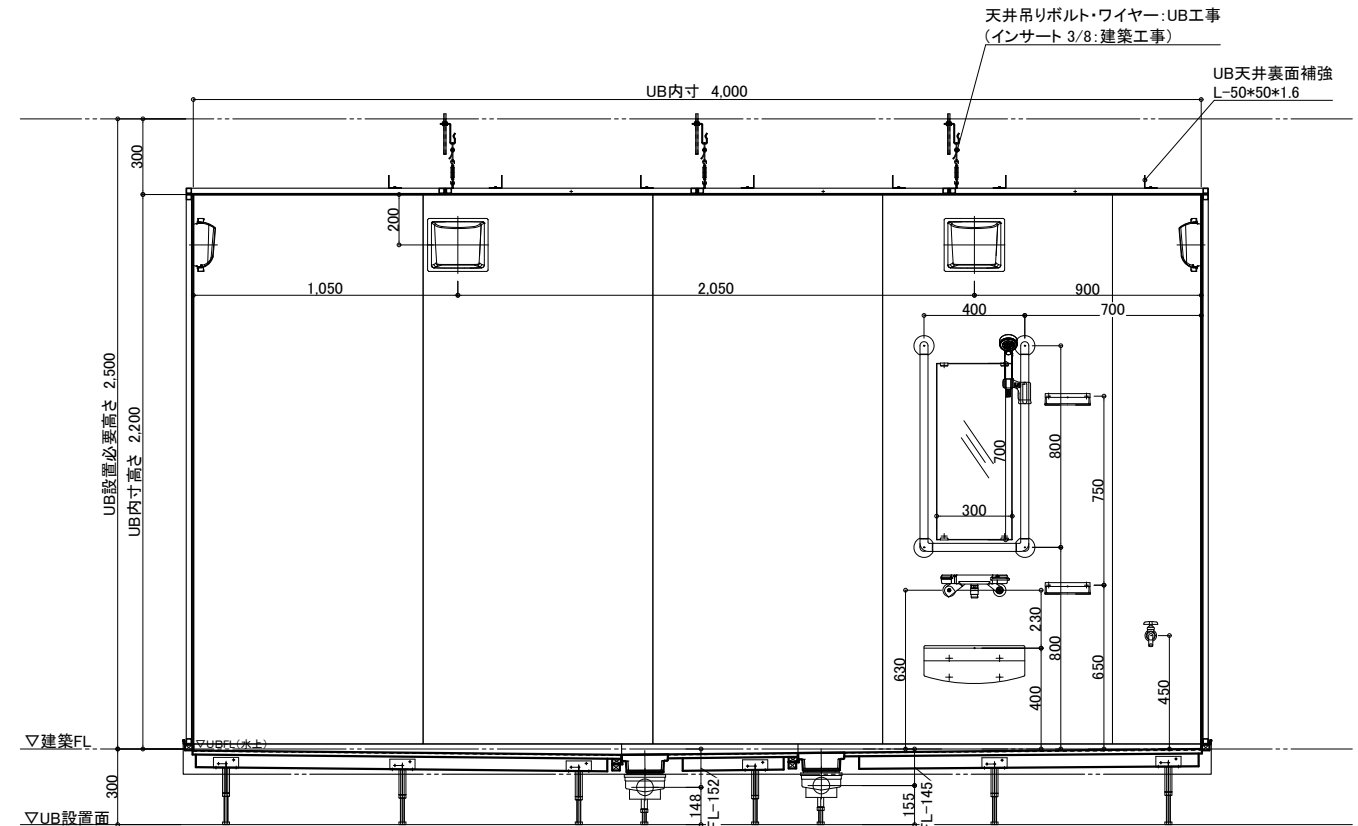 天井吊りボルト・ワイヤー:UB工事
(インサート 3/8:建築工事)
UB天井裏面補強
L-50*50*1.6
UB内寸 4,000
300
200
1,050
2,050
900
400
700
UB設置必要高さ 2,500
UB内寸高さ 2,200
700
800
750
300
230
630
800
650
400
450
▽建築FL
▽UBFL(水上)
300
148
FL-152
155
FL-145
▽UB設置面